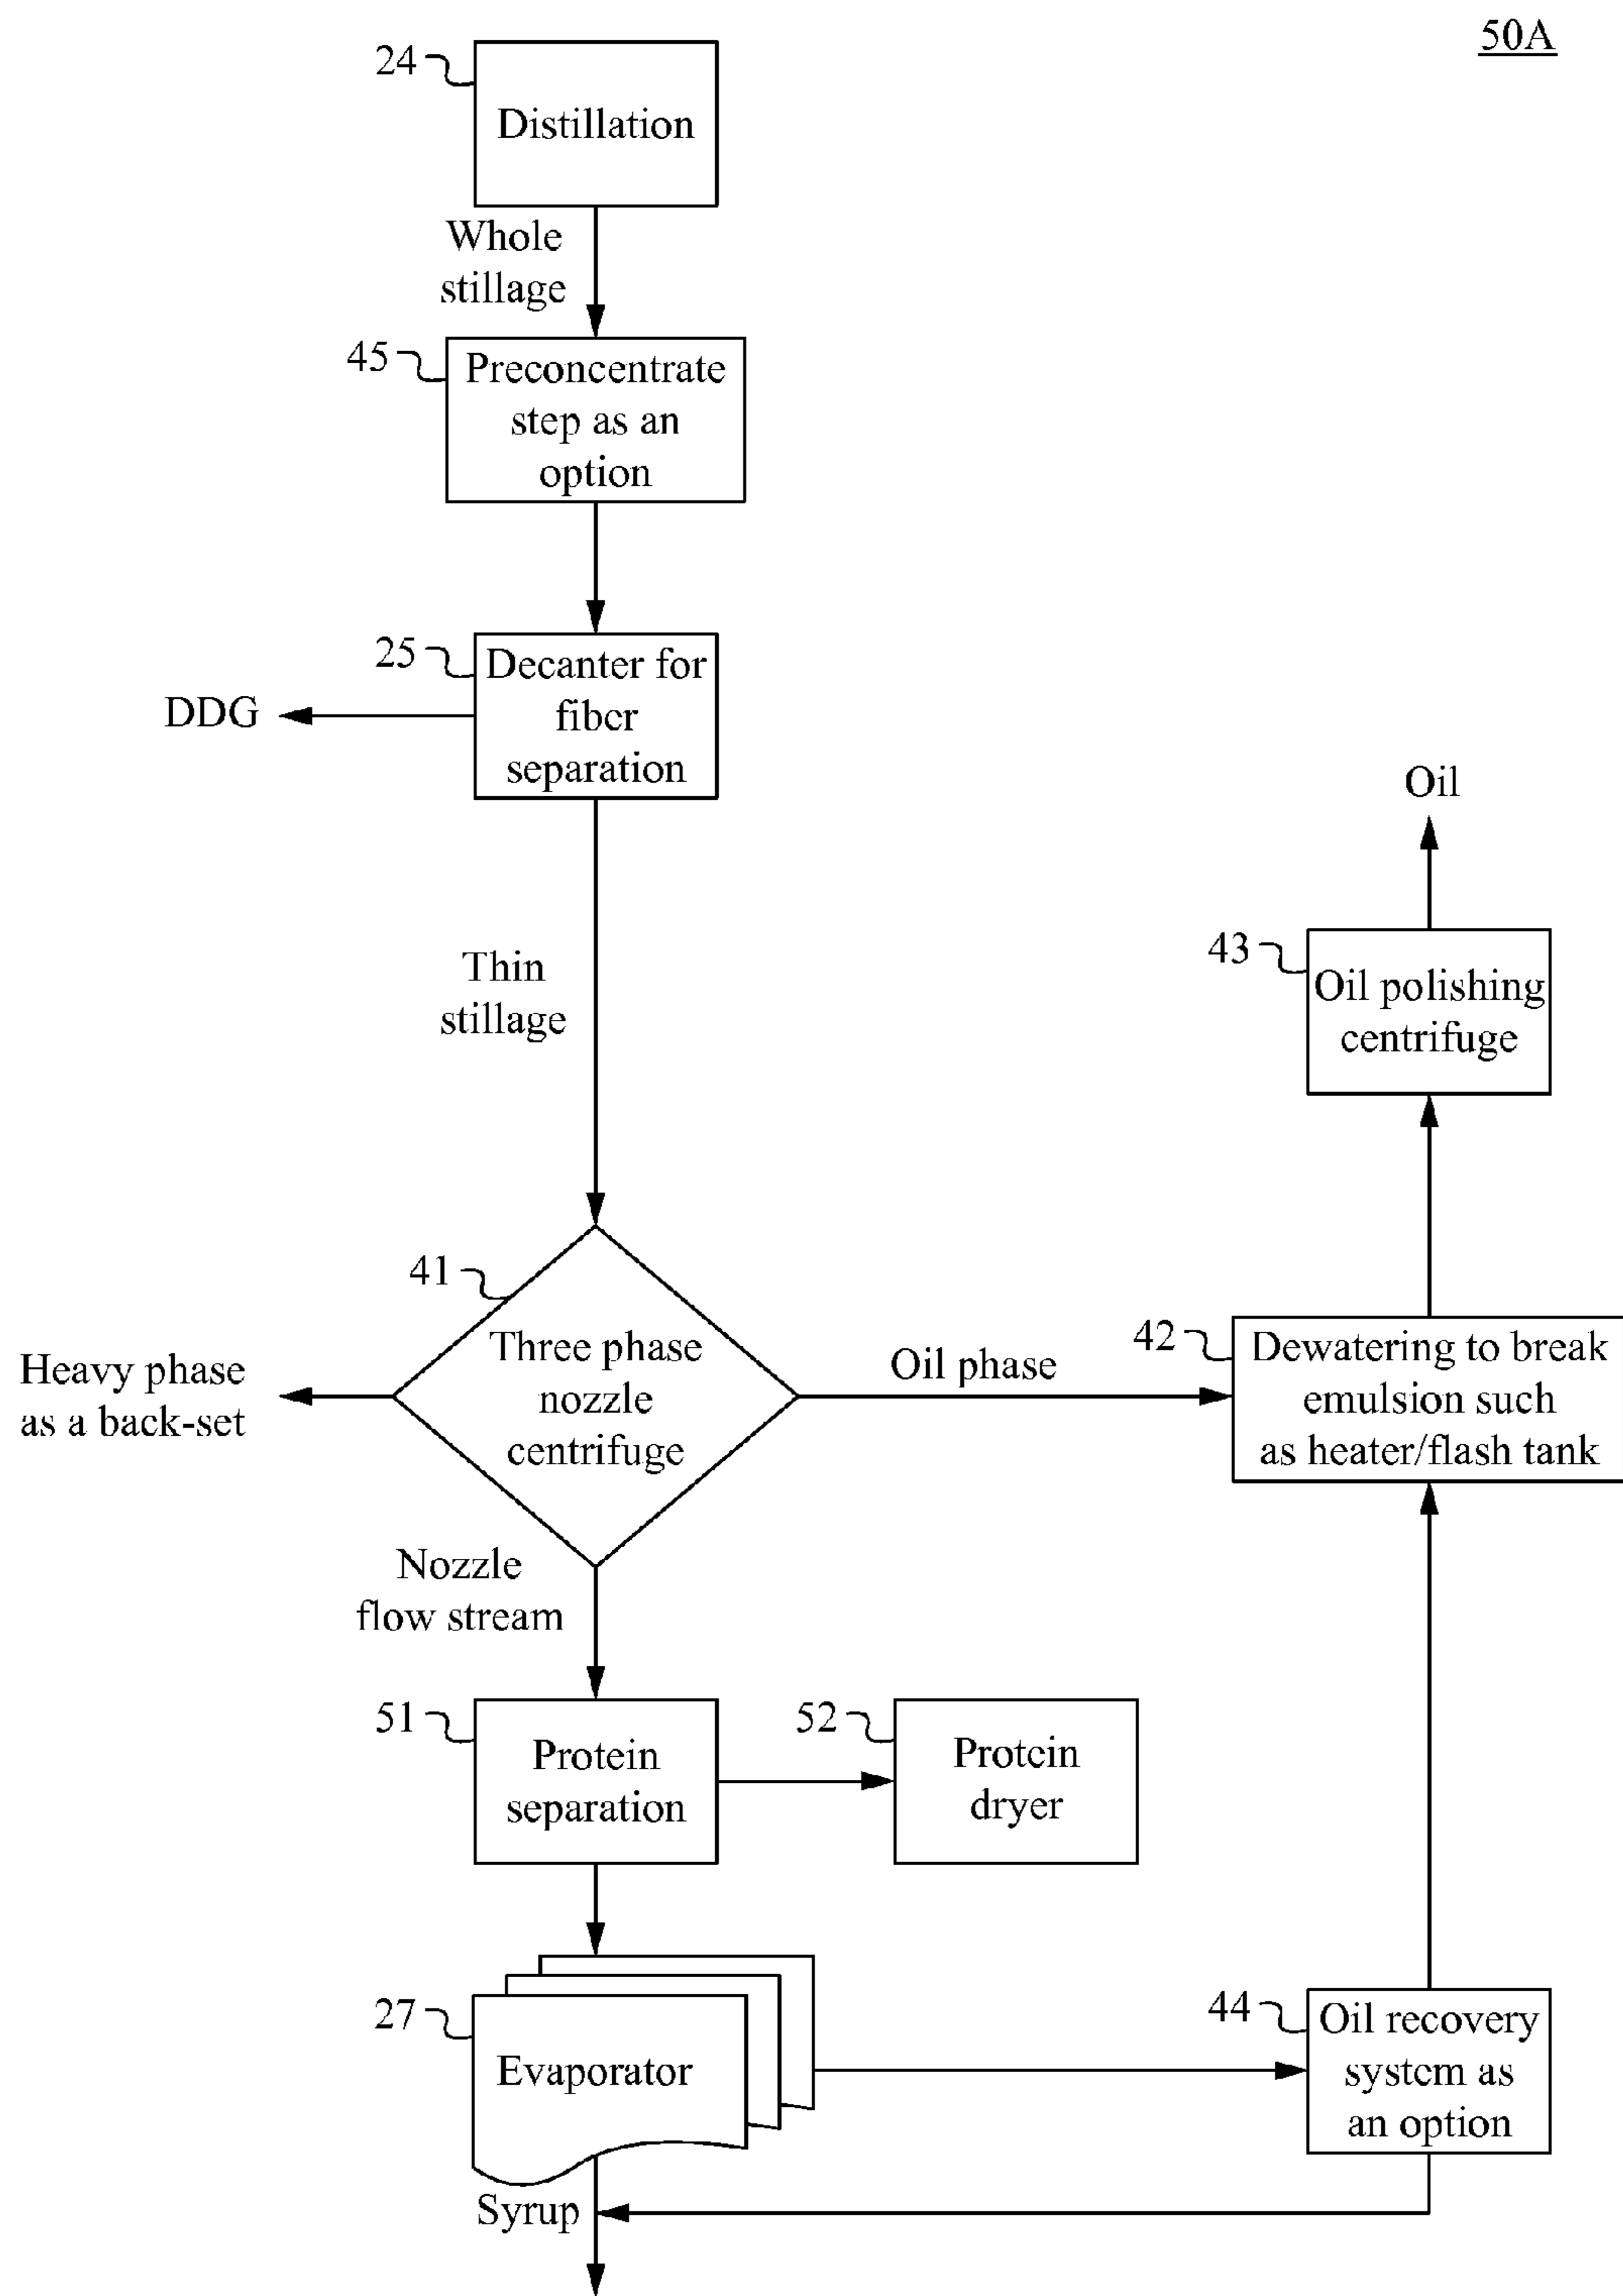 50A
24
Distillation
Whole
stillage
45
Preconcentrate
step as an
option
25
Decanter for
fiber
separation
DDG
Oil
Thin
stillage
43
Oil polishing
centrifuge
41
Three phase
nozzle
centrifuge
Heavy phase
as a back-set
Oil phase
42
Dewatering to break
emulsion such
as heater/flash tank
Nozzle
flow stream
51
Protein
separation
52
Protein
dryer
27
Evaporator
44
Oil recovery
system as
an option
Syrup